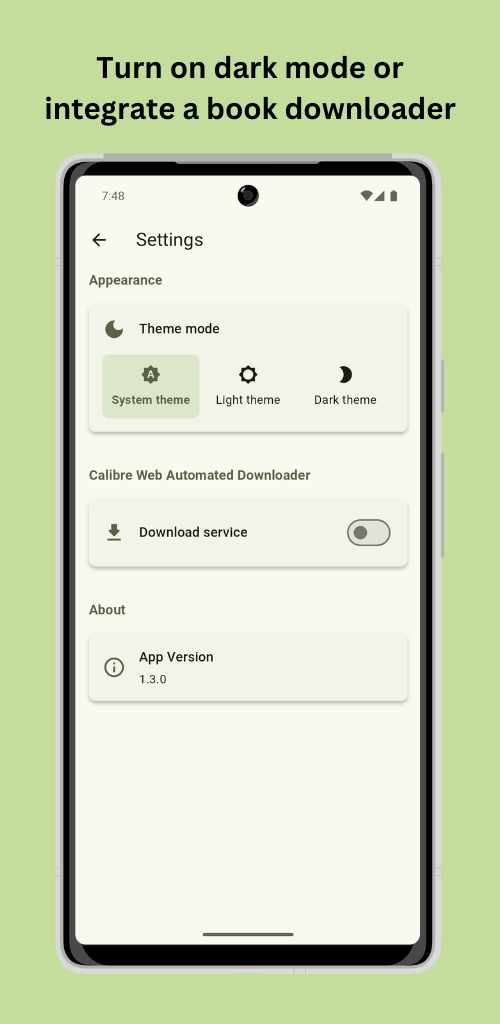 Turn on dark mode or
integrate a book downloader
7:48
Settings
Appearance
Theme mode
A
System theme
Light theme
Dark theme
Calibre Web Automated Downloader
Download service
About
App Version
1.3.0